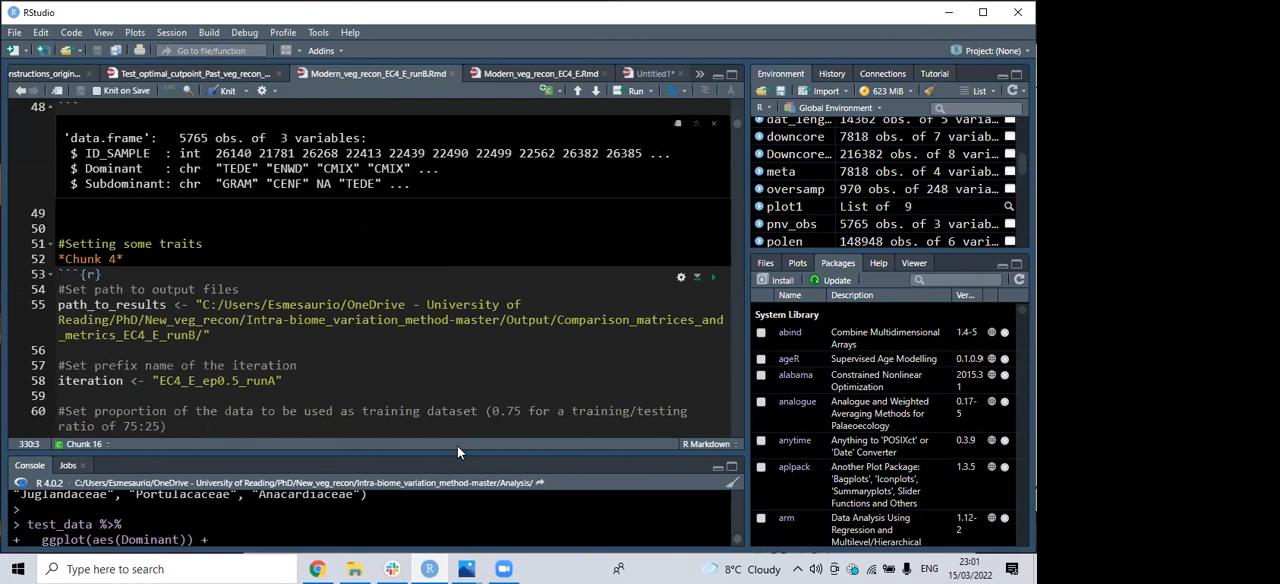 RStudio
File Edit Code View Plots Session Build Debug Profile Tools Help
Go to file/function Addins Project: (None)
onstructions_origin... Test_optimal_cutpoint_Past_veg_recon_... Modern_veg_recon_EC4_E_runB.Rmd Modern_veg_recon_EC4_E.Rmd Untitled1*
Knit on Save Knit Run
48 ```
'data.frame': 5765 obs. of 3 variables:
$ ID_SAMPLE : int 26140 21781 26268 22413 22439 22490 22499 22562 26382 26385 ...
$ Dominant : chr "TEDE" "ENWD" "CMIX" "CMIX" ...
$ Subdominant: chr "GRAM" "CENF" NA "TEDE" ...
49
50
51 #Setting some traits
52 *Chunk 4*
53 ```{r}
54 #Set path to output files
55 path_to_results <- "C:/Users/Esmesaurio/OneDrive - University of
Reading/PhD/New_veg_recon/Intra-biome_variation_method-master/Output/Comparison_matrices_and
_metrics_EC4_E_runB/"
56
57 #Set prefix name of the iteration
58 iteration <- "EC4_E_ep0.5_runA"
59
60 #Set proportion of the data to be used as training dataset (0.75 for a training/testing
ratio of 75:25)
330:3 Chunk 16 R Markdown
Console Jobs
R 4.0.2 · C:/Users/Esmesaurio/OneDrive - University of Reading/PhD/New_veg_recon/Intra-biome_variation_method-master/Analysis/
"Juglandaceae", "Portulacaceae", "Anacardiaceae")
>
> test_data %>%
+ ggplot(aes(Dominant)) +
Environment History Connections Tutorial
Import 623 MiB List
R Global Environment
dat_leng... 14362 obs. of 5 varia...
downcore 7818 obs. of 7 variab...
Downcore... 216382 obs. of 8 vari...
meta 7818 obs. of 4 variab...
oversamp 970 obs. of 248 varia...
plot1 List of 9
pnv_obs 5765 obs. of 3 variab...
polen 148948 obs. of 6 vari...
Files Plots Packages Help Viewer
Install Update
Name Description Ver...
System Library
abind Combine Multidimensional Arrays 1.4-5
ageR Supervised Age Modelling 0.1.0.9
alabama Constrained Nonlinear Optimization 2015.3 1
analogue Analogue and Weighted Averaging Methods for Palaeoecology 0.17-5
anytime Anything to 'POSIXct' or 'Date' Converter 0.3.9
aplpack Another Plot Package: 'Bagplots', 'Iconplots', 'Summaryplots', Slider Functions and Others 1.3.5
arm Data Analysis Using Regression and Multilevel/Hierarchical 1.12-2
Type here to search 8°C Cloudy ENG 23:01
15/03/2022